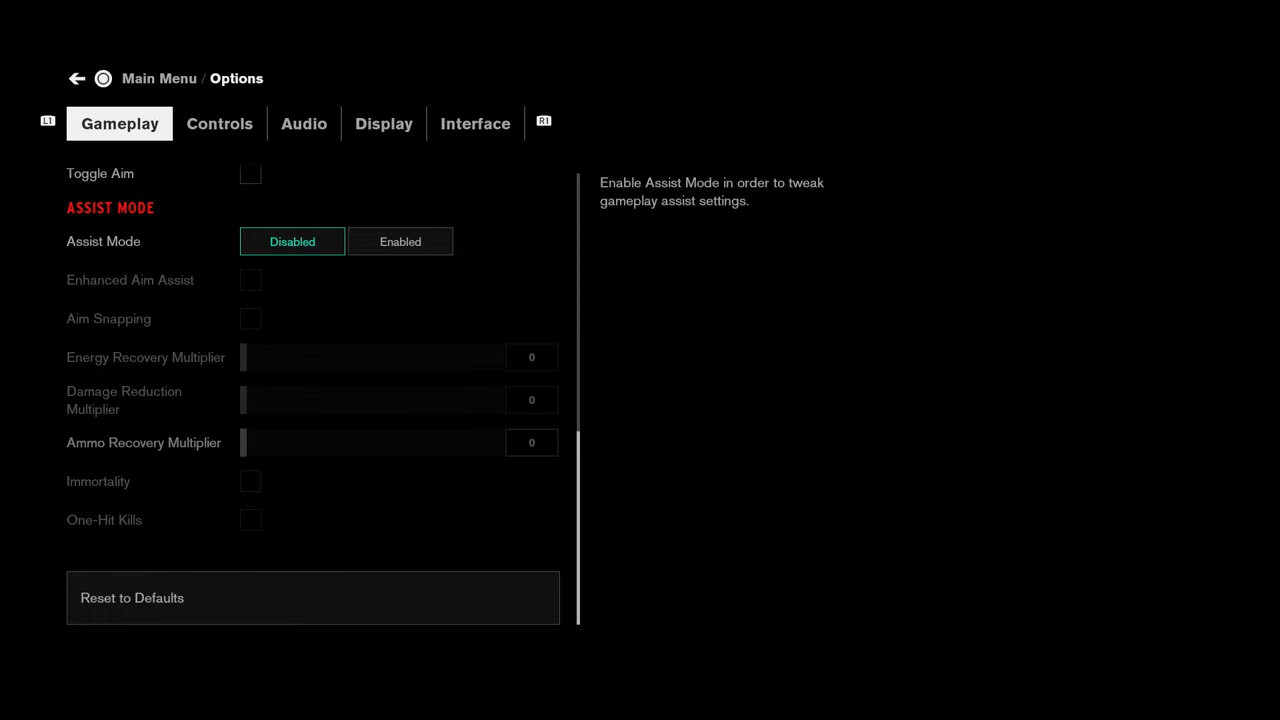 Main Menu / Options
L1 Gameplay Controls Audio Display Interface R1
Toggle Aim
ASSIST MODE
Assist Mode Disabled Enabled
Enhanced Aim Assist
Aim Snapping
Energy Recovery Multiplier 0
Damage Reduction
Multiplier 0
Ammo Recovery Multiplier 0
Immortality
One-Hit Kills
Reset to Defaults
Enable Assist Mode in order to tweak
gameplay assist settings.